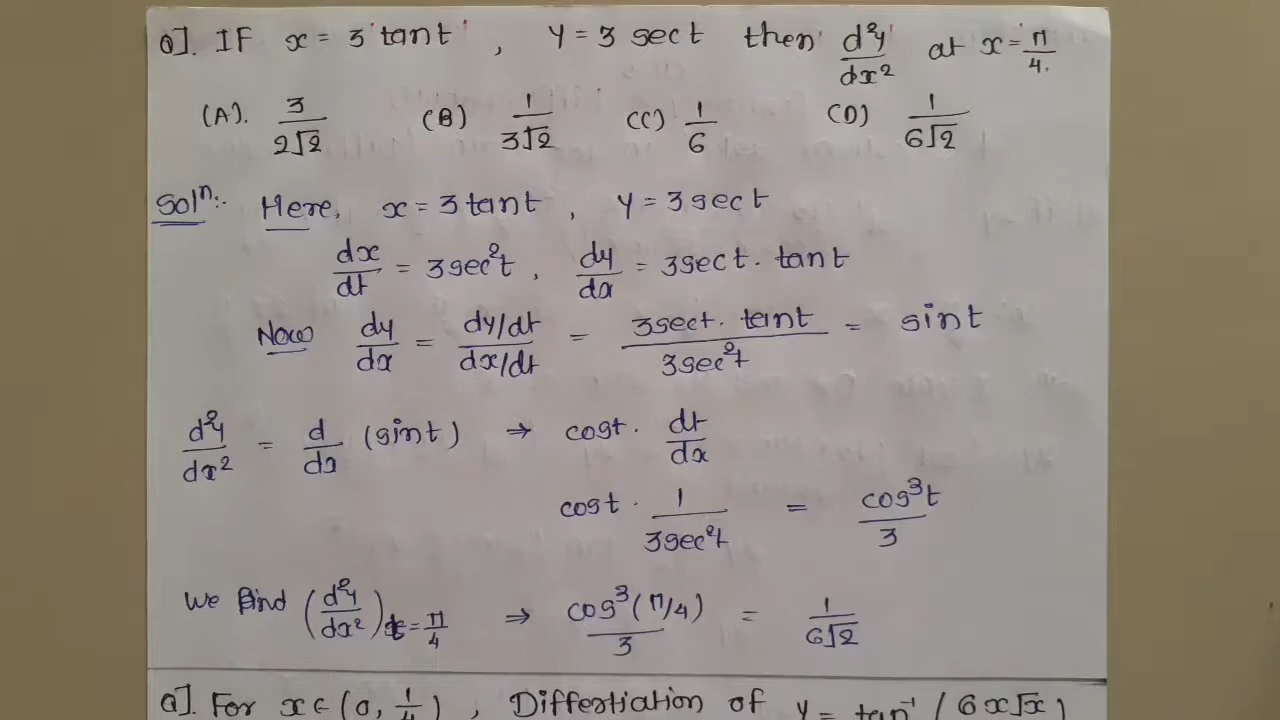 Q]. IF x = 3 tant , y = 3 sect then d²y/dx² at x = π/4.
(A). 3/2√2 (B) 1/3√2 (C) 1/6 (D) 1/6√2
Solⁿ:- Here, x = 3 tant , y = 3 sect
dx/dt = 3sec²t , dy/dx = 3sect. tant
Now dy/dx = dy/dt / dx/dt = 3sect. tant / 3sec²t = sint
d²y/dx² = d/dx (sint) ⇒ cost. dt/dx
cost. 1/3sec²t = cos³t/3
We find (d²y/dx²) t=π/4 ⇒ cos³(π/4)/3 = 1/6√2
Q]. For x ∈ (0, 1/4) , Differtiation of y = tan⁻¹ (6x√x)